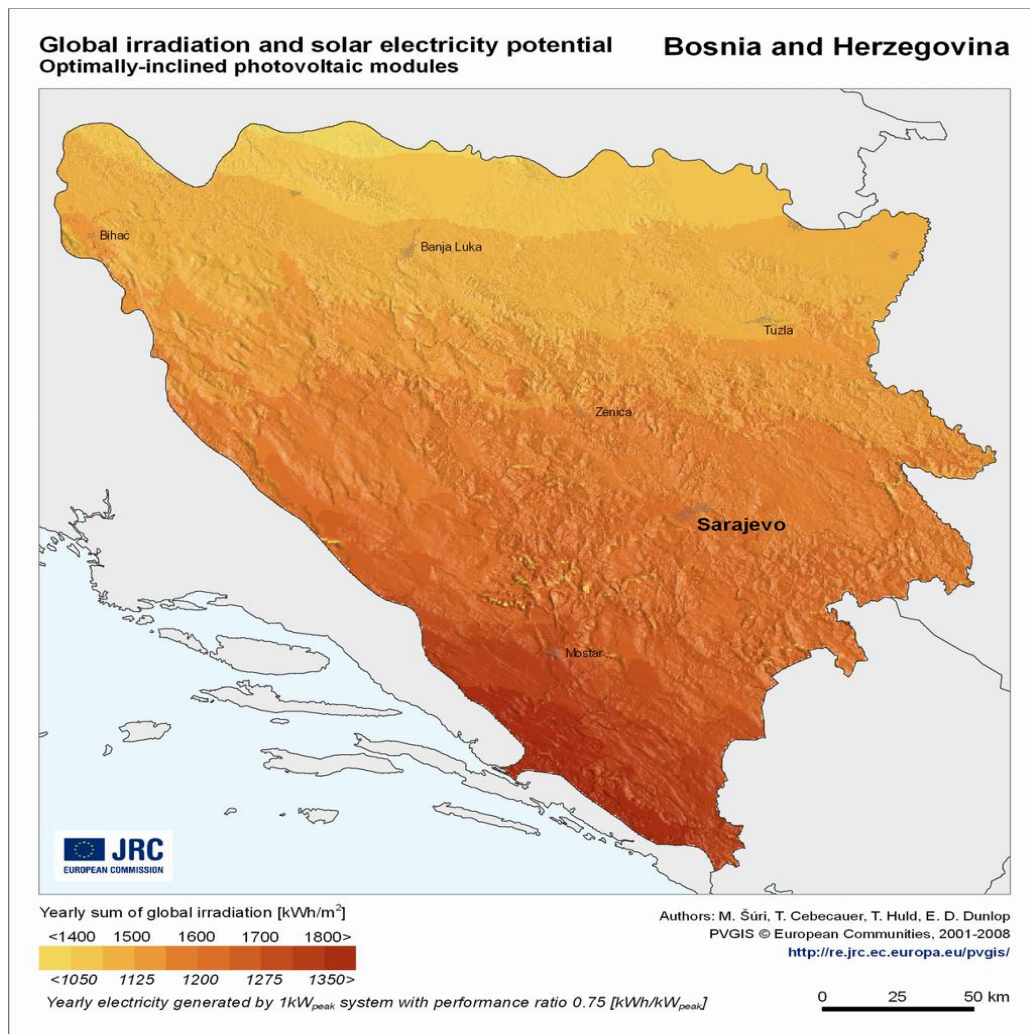 Global irradiation and solar electricity potential
Optimally-inclined photovoltaic modules
Bosnia and Herzegovina
Bihać
Banja Luka
Tuzla
Zenica
Sarajevo
Mostar
JRC
EUROPEAN COMMISSION
Yearly sum of global irradiation [kWh/m²]
<1400 1500 1600 1700 1800>
<1050 1125 1200 1275 1350>
Yearly electricity generated by 1kWpeak system with performance ratio 0.75 [kWh/kWpeak]
Authors: M. Šúri, T. Cebecauer, T. Huld, E. D. Dunlop
PVGIS © European Communities, 2001-2008
http://re.jrc.ec.europa.eu/pvgis/
0 25 50 km